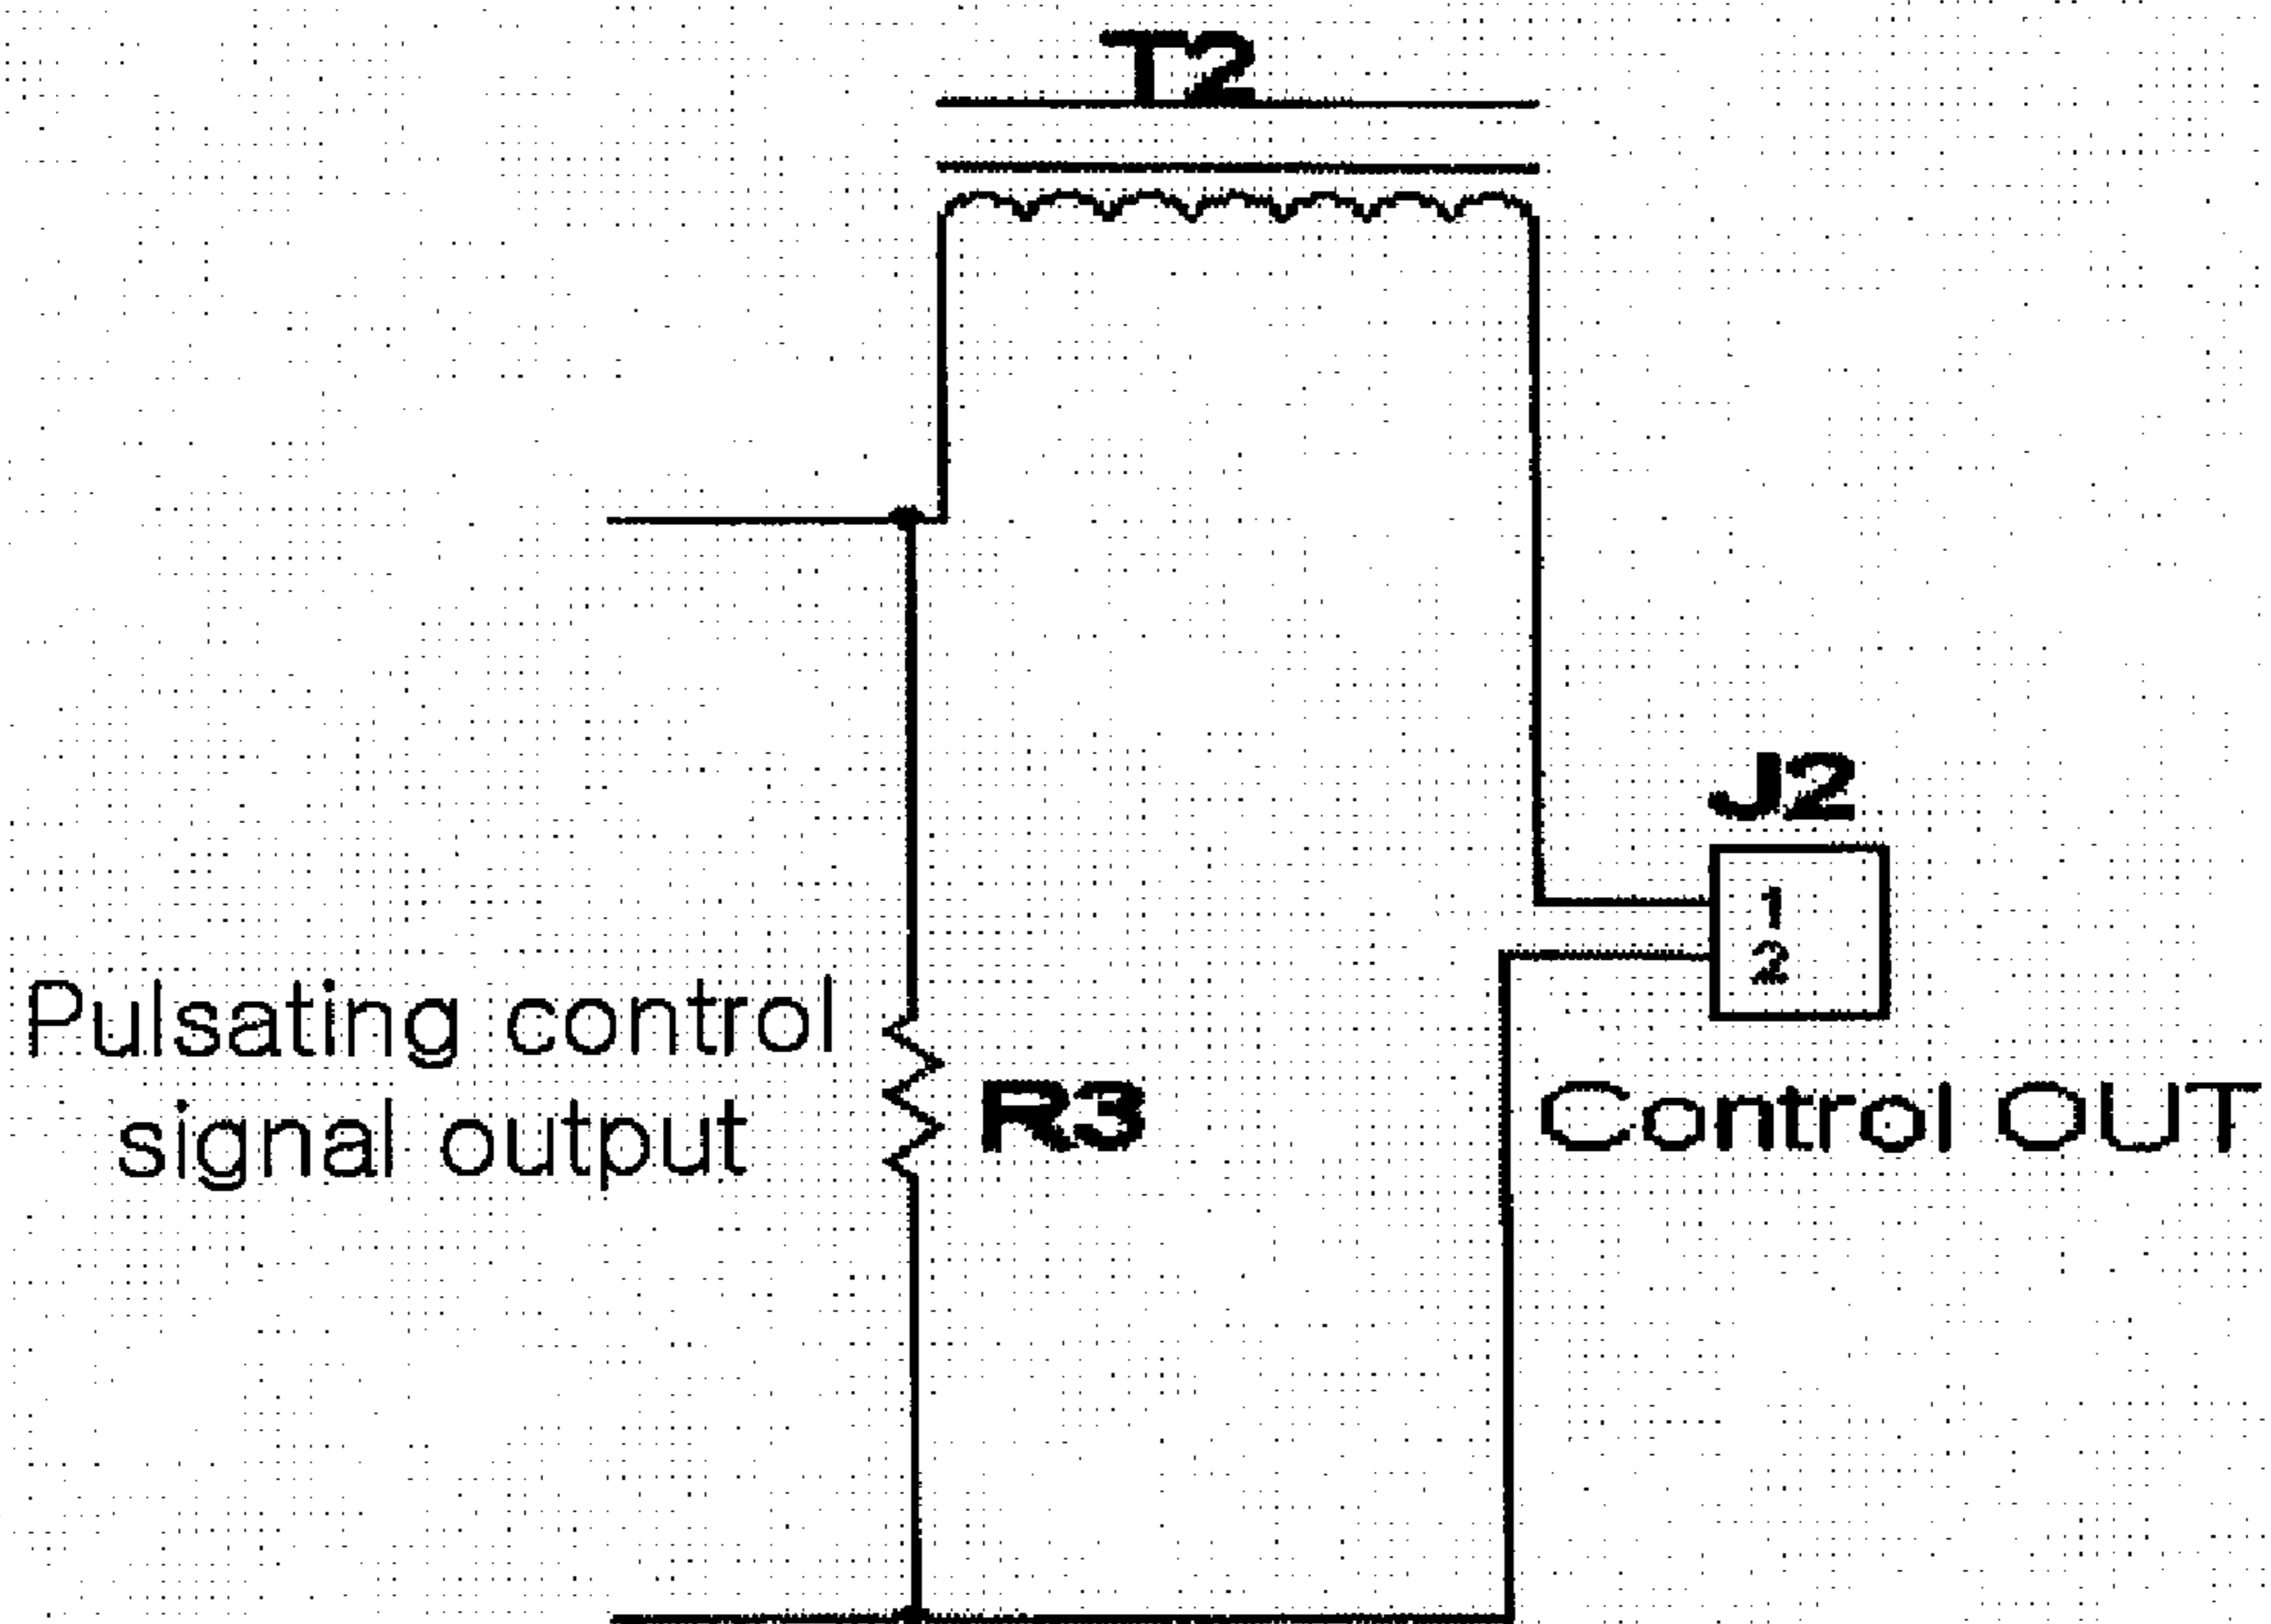 T2
J2
1
2
Pulsating control
signal output
R3
Control OUT